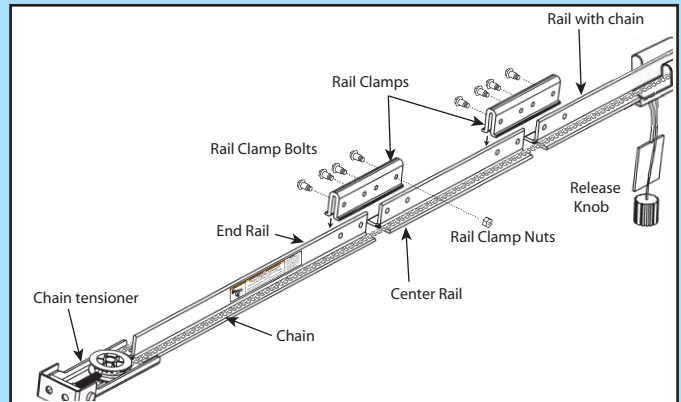 Rail with chain
Rail Clamps
Rail Clamp Bolts
Release
Knob
End Rail
Rail Clamp Nuts
Center Rail
Chain tensioner
Chain